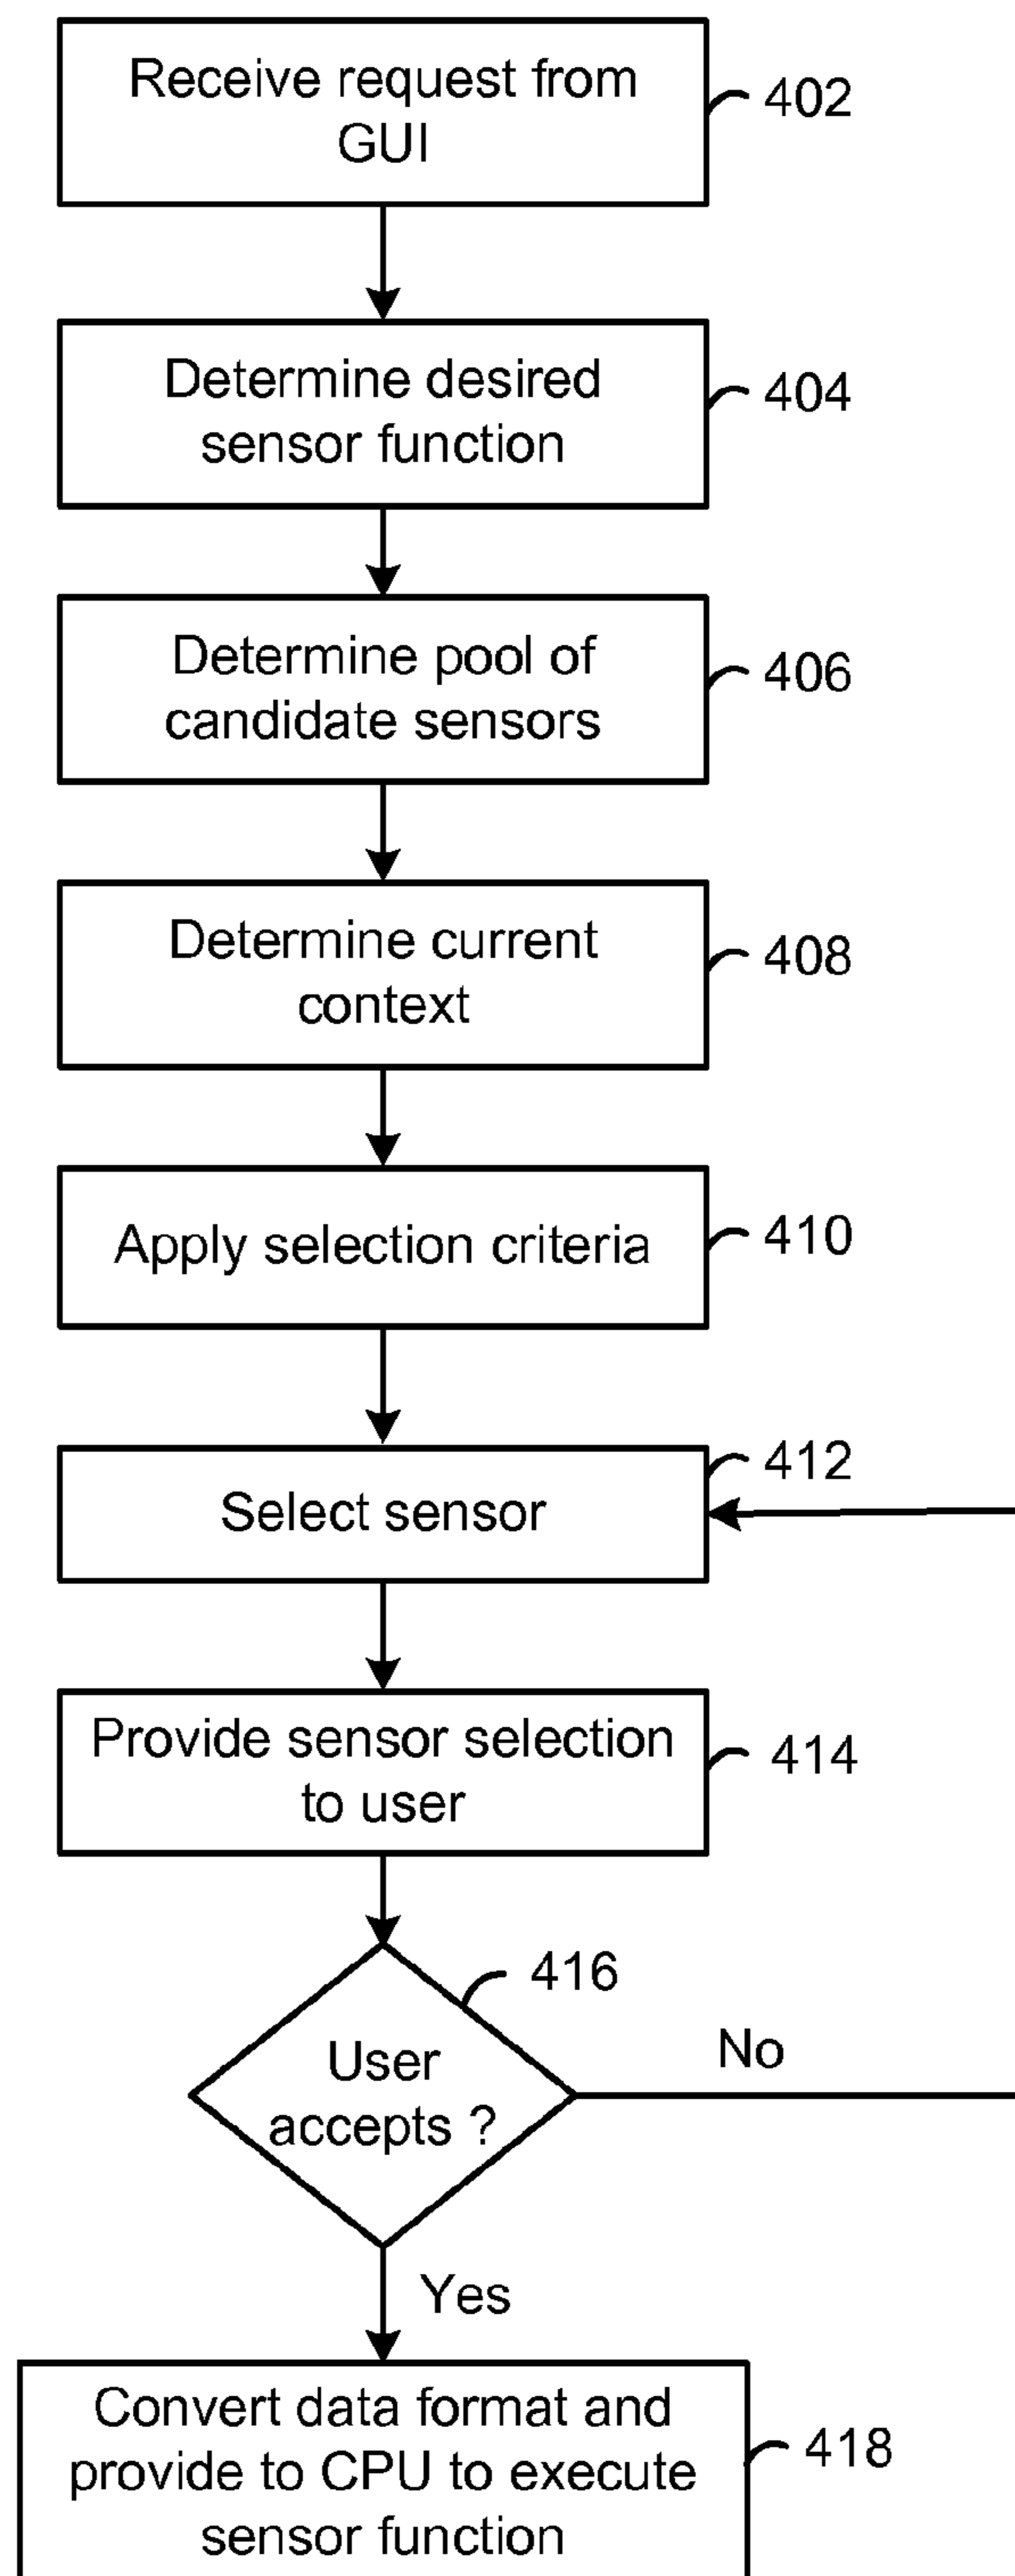 Receive request from
GUI
402
Determine desired
sensor function
404
Determine pool of
candidate sensors
406
Determine current
context
408
Apply selection criteria
410
412
Select sensor
Provide sensor selection
to user
414
416
User
accepts ?
No
Yes
Convert data format and
provide to CPU to execute
sensor function
418